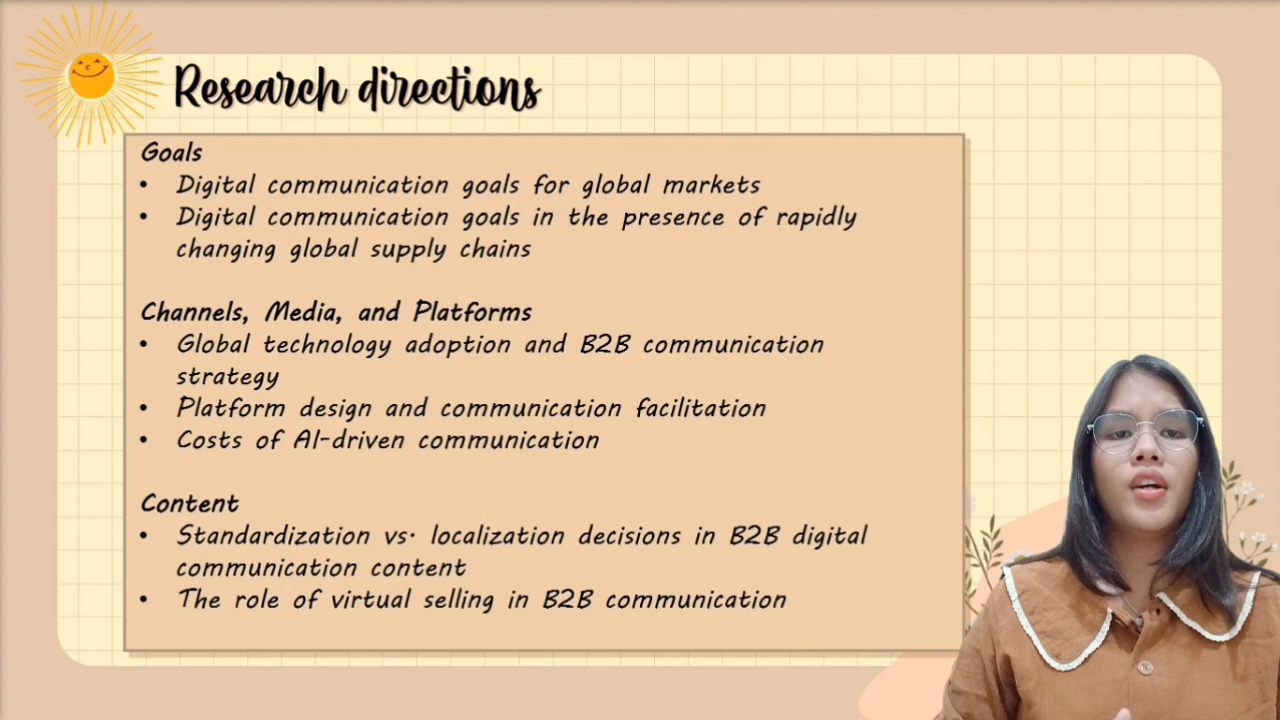 Research directions
Goals
• Digital communication goals for global markets
• Digital communication goals in the presence of rapidly
changing global supply chains
Channels, Media, and Platforms
• Global technology adoption and B2B communication
strategy
• Platform design and communication facilitation
• Costs of AI-driven communication
Content
• Standardization vs. localization decisions in B2B digital
communication content
• The role of virtual selling in B2B communication